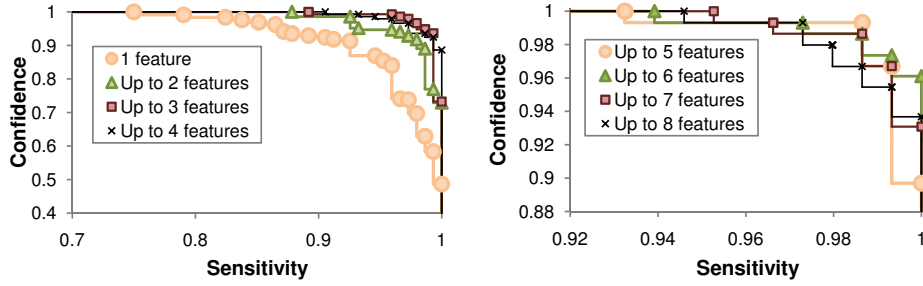 1
0.9
0.8
0.7
0.6
0.5
0.4
Confidence
1 feature
Up to 2 features
Up to 3 features
Up to 4 features
0.7
0.8
0.9
1
Sensitivity
1
0.98
0.96
0.94
0.92
0.9
0.88
Confidence
Up to 5 features
Up to 6 features
Up to 7 features
Up to 8 features
0.92
0.94
0.96
0.98
1
Sensitivity